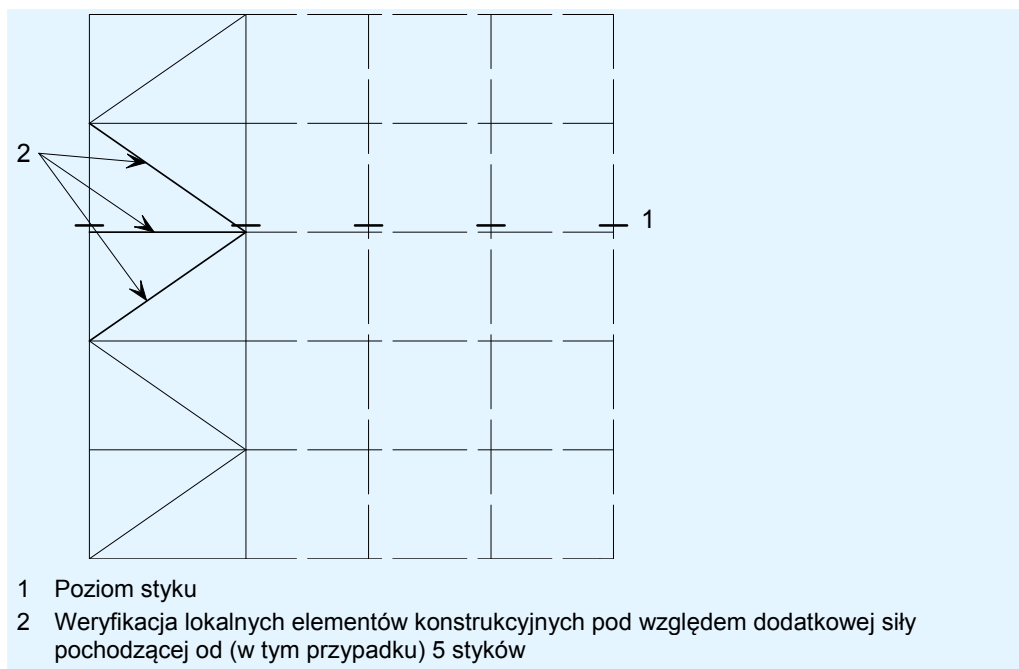 2
1
1 Poziom styku
2 Weryfikacja lokalnych elementów konstrukcyjnych pod względem dodatkowej siły
pochodzącej od (w tym przypadku) 5 styków